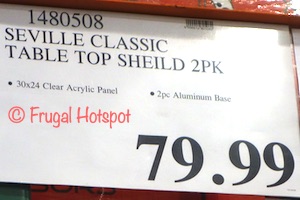 1480508
SEVILLE CLASSIC
TABLE TOP SHEILD 2PK
• 30x24 Clear Acrylic Panel • 2pc Aluminum Base
© Frugal Hotspot
79.99